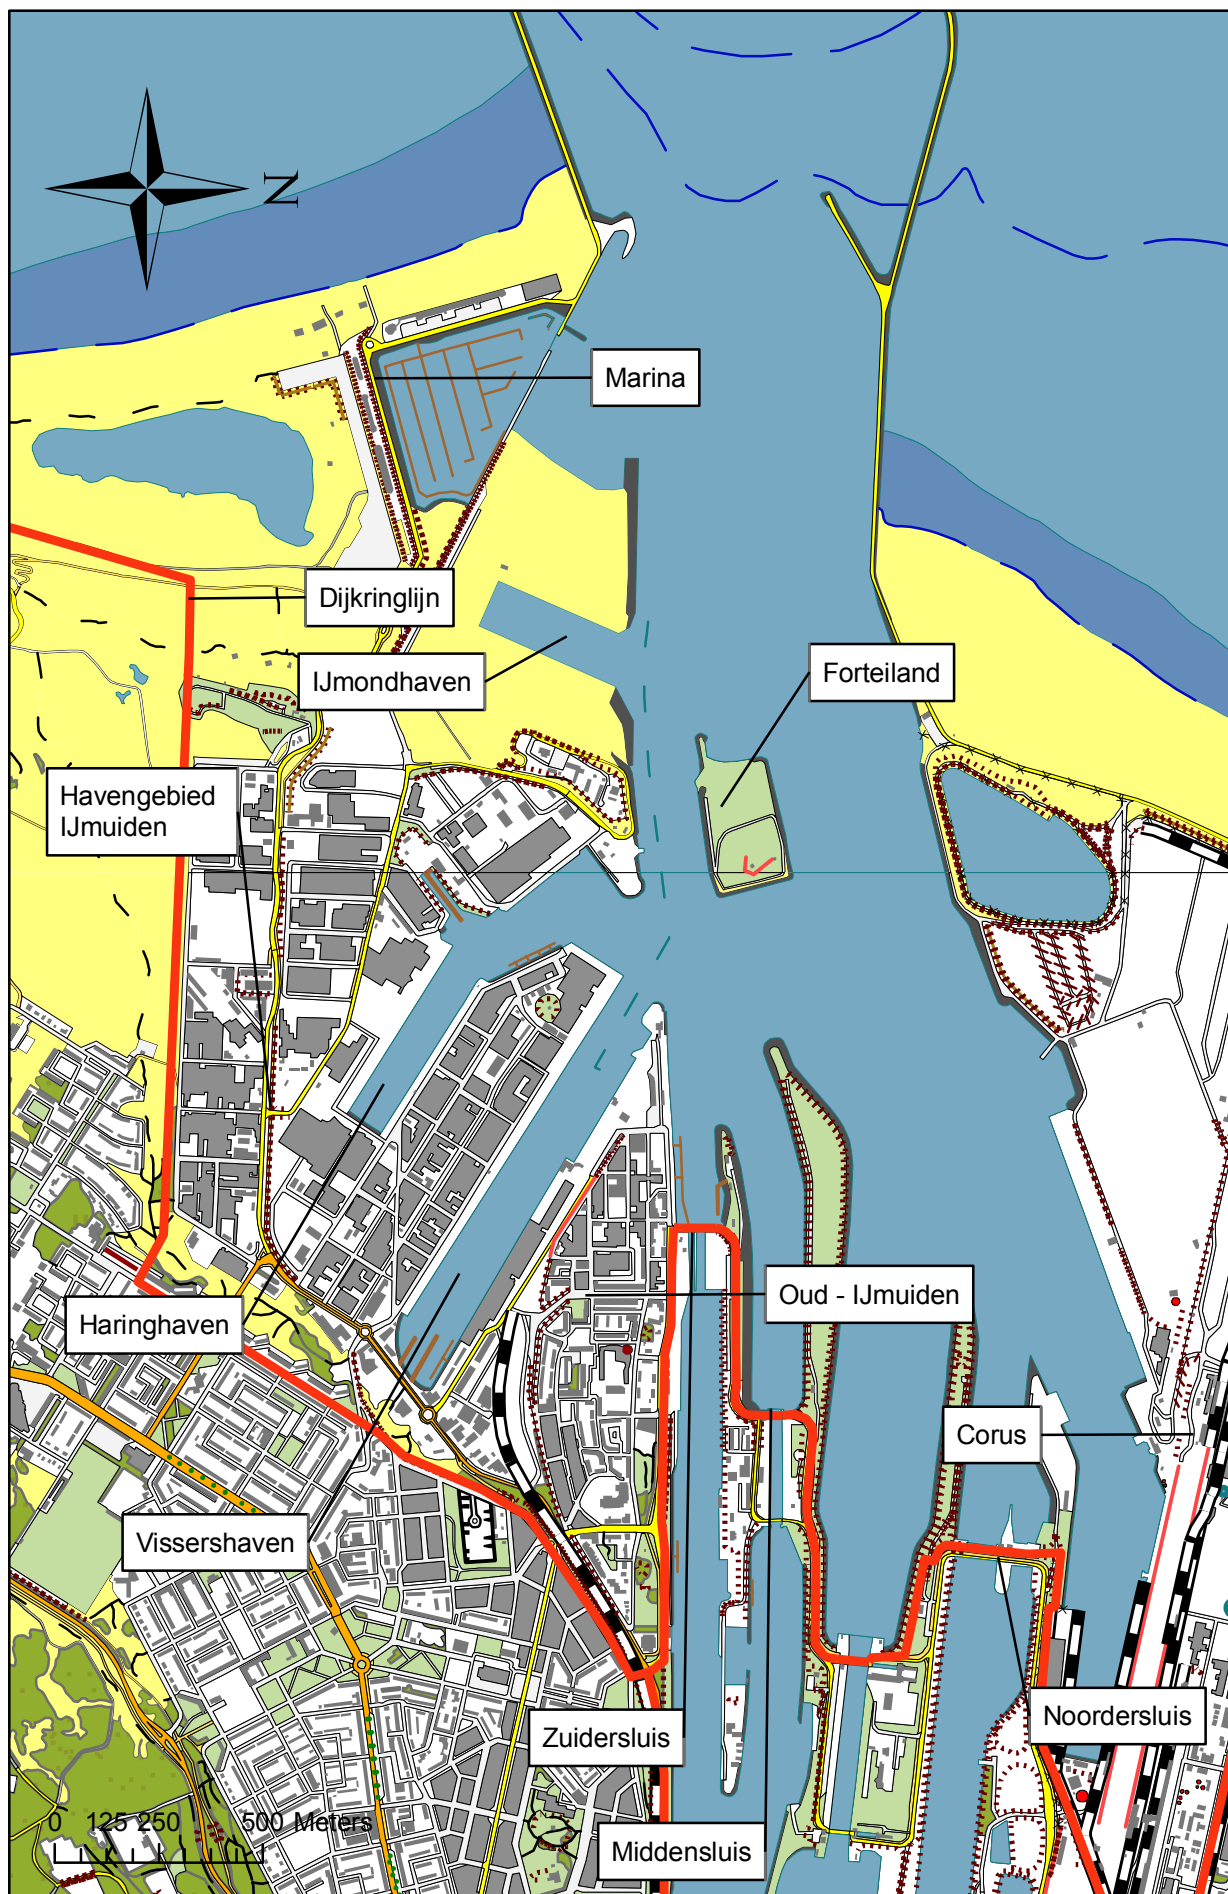 N
Marina
Dijkringlijn
IJmondhaven
Forteiland
Havengebied
IJmuiden
Oud - IJmuiden
Haringhaven
Corus
Vissershaven
Noordersluis
Zuidersluis
0 125 250 500 Meters
Middensluis